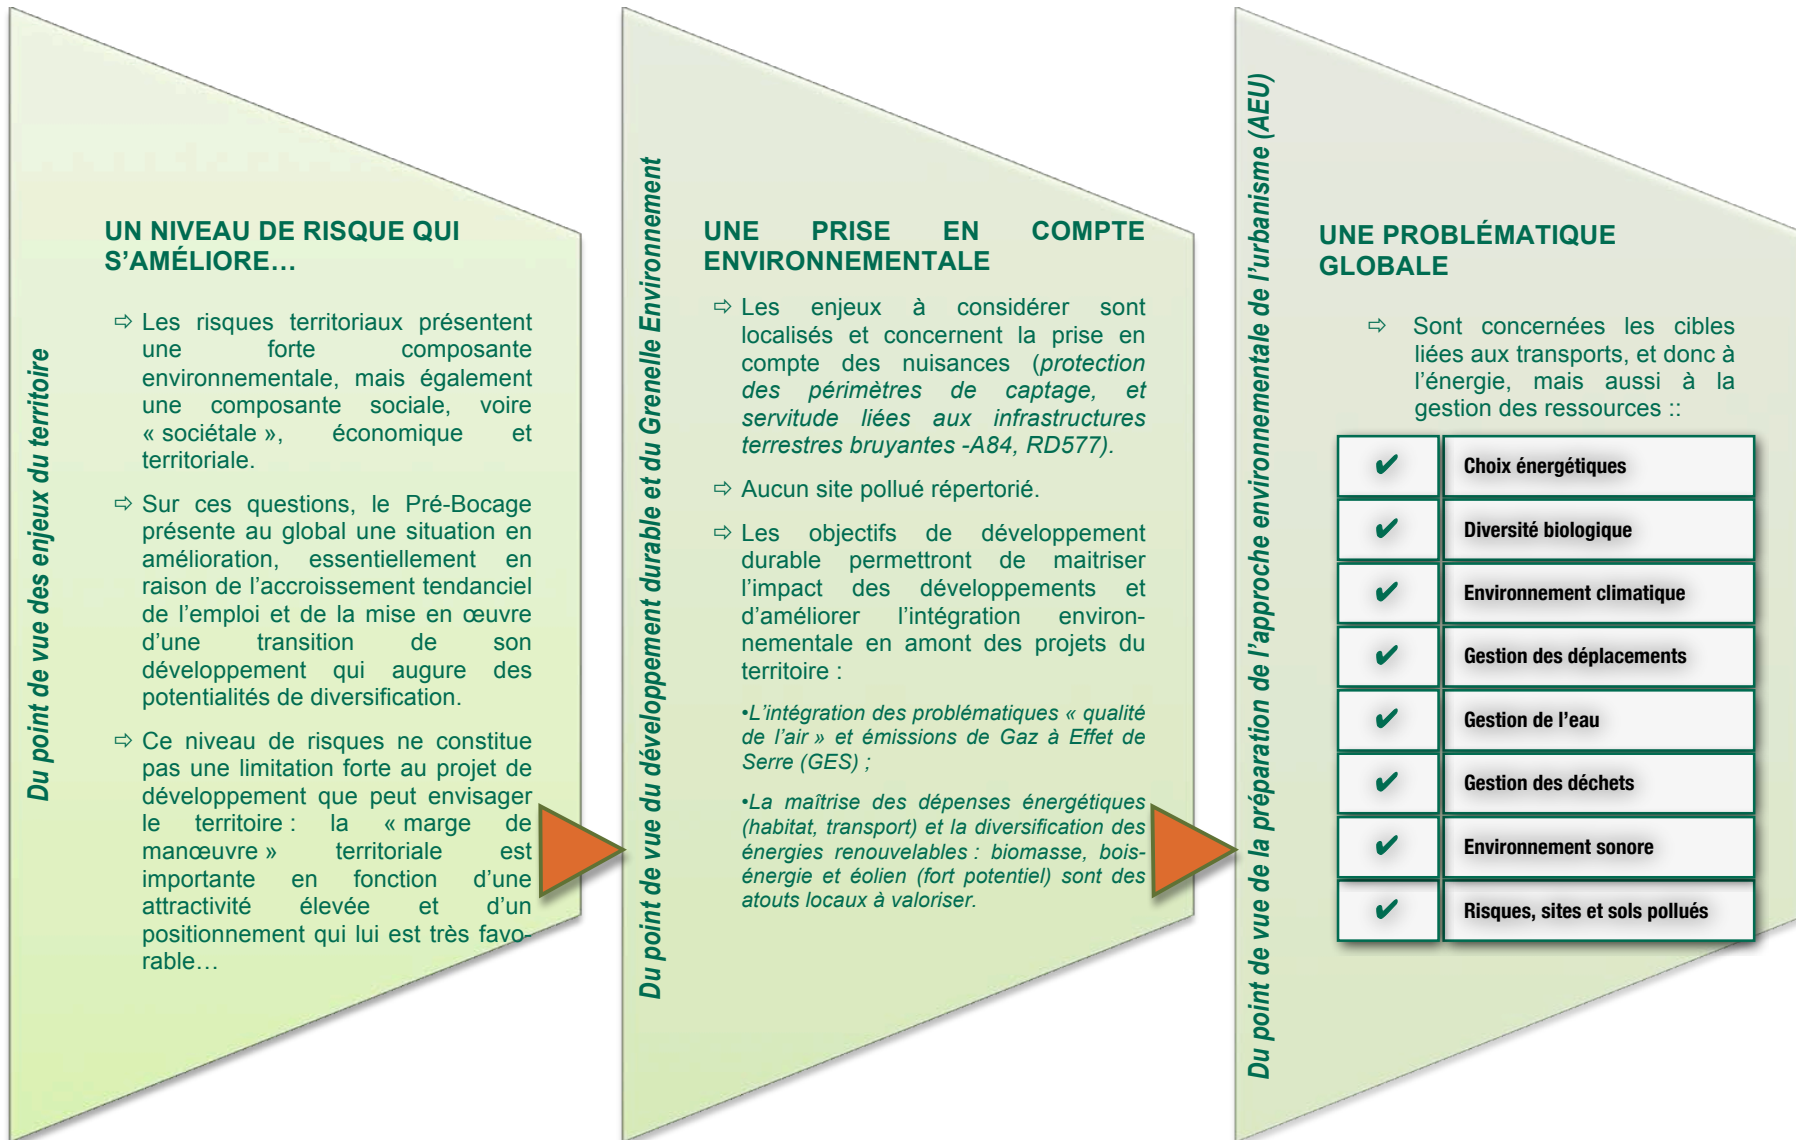 Du point de vue des enjeux du territoire
UN NIVEAU DE RISQUE QUI
S’AMÉLIORE…
⇨ Les risques territoriaux présentent
une forte composante
environnementale, mais également
une composante sociale, voire
« sociétale », économique et
territoriale.
⇨ Sur ces questions, le Pré-Bocage
présente au global une situation en
amélioration, essentiellement en
raison de l’accroissement tendanciel
de l’emploi et de la mise en œuvre
d’une transition de son
développement qui augure des
potentialités de diversification.
⇨ Ce niveau de risques ne constitue
pas une limitation forte au projet de
développement que peut envisager
le territoire : la « marge de
manœuvre » territoriale est
importante en fonction d’une
attractivité élevée et d’un
positionnement qui lui est très favo-
rable…
Du point de vue du développement durable et du Grenelle Environnement
UNE PRISE EN COMPTE
ENVIRONNEMENTALE
⇨ Les enjeux à considérer sont
localisés et concernent la prise en
compte des nuisances (protection
des périmètres de captage, et
servitude liées aux infrastructures
terrestres bruyantes -A84, RD577).
⇨ Aucun site pollué répertorié.
⇨ Les objectifs de développement
durable permettront de maitriser
l’impact des développements et
d’améliorer l’intégration environ-
nementale en amont des projets du
territoire :
•L’intégration des problématiques « qualité
de l’air » et émissions de Gaz à Effet de
Serre (GES) ;
•La maîtrise des dépenses énergétiques
(habitat, transport) et la diversification des
énergies renouvelables : biomasse, bois-
énergie et éolien (fort potentiel) sont des
atouts locaux à valoriser.
Du point de vue de la préparation de l’approche environnementale de l’urbanisme (AEU)
UNE PROBLÉMATIQUE
GLOBALE
⇨ Sont concernées les cibles
liées aux transports, et donc à
l’énergie, mais aussi à la
gestion des ressources ::
✔ Choix énergétiques
✔ Diversité biologique
✔ Environnement climatique
✔ Gestion des déplacements
✔ Gestion de l’eau
✔ Gestion des déchets
✔ Environnement sonore
✔ Risques, sites et sols pollués